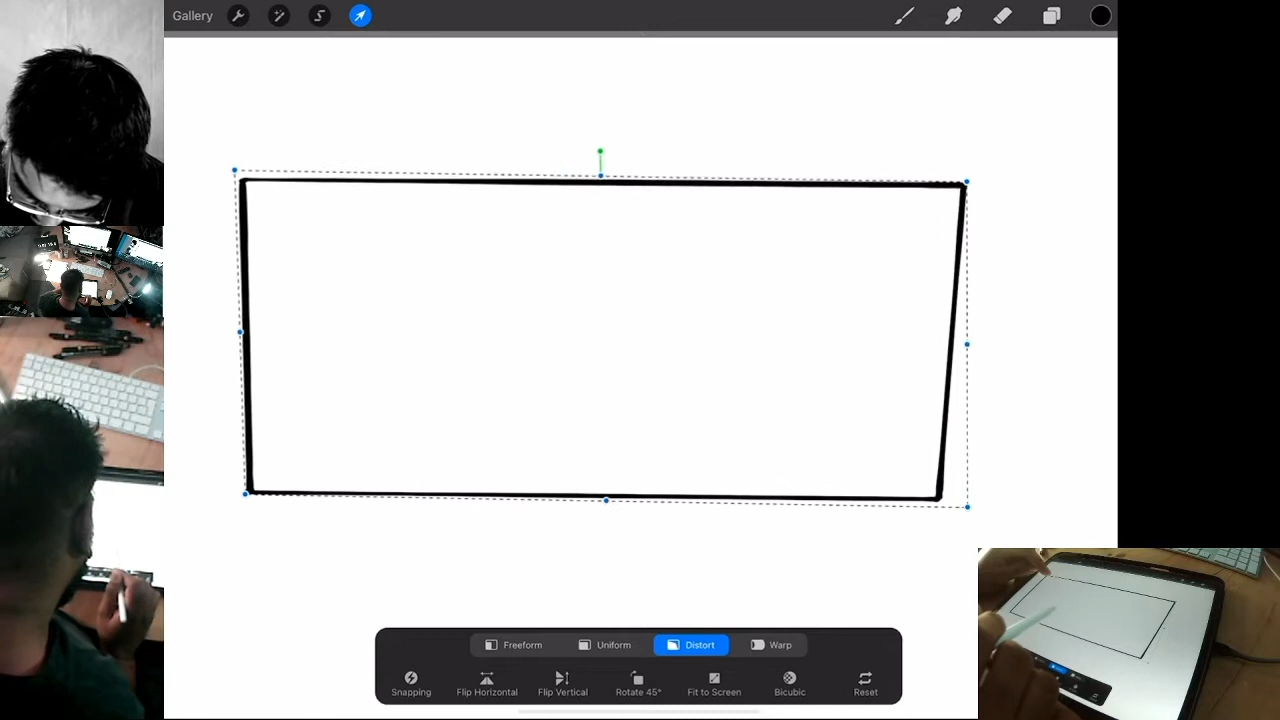 Gallery
Freeform Uniform Distort Warp
Snapping Flip Horizontal Flip Vertical Rotate 45° Fit to Screen Bicubic Reset